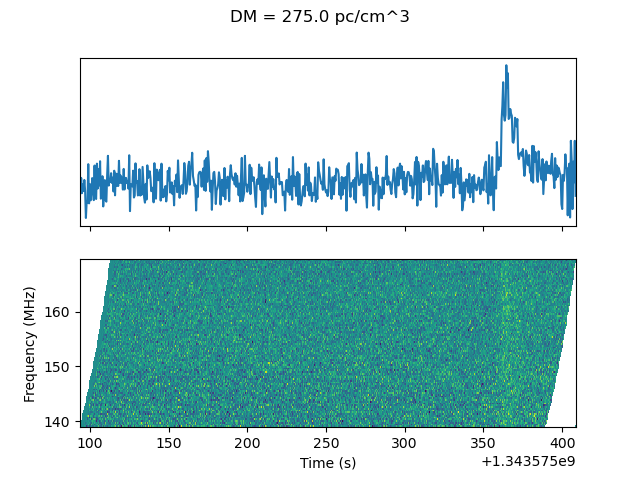 DM = 275.0 pc/cm^3
Frequency (MHz)
160
150
140
100 150 200 250 300 350 400
Time (s)
+1.343575e9